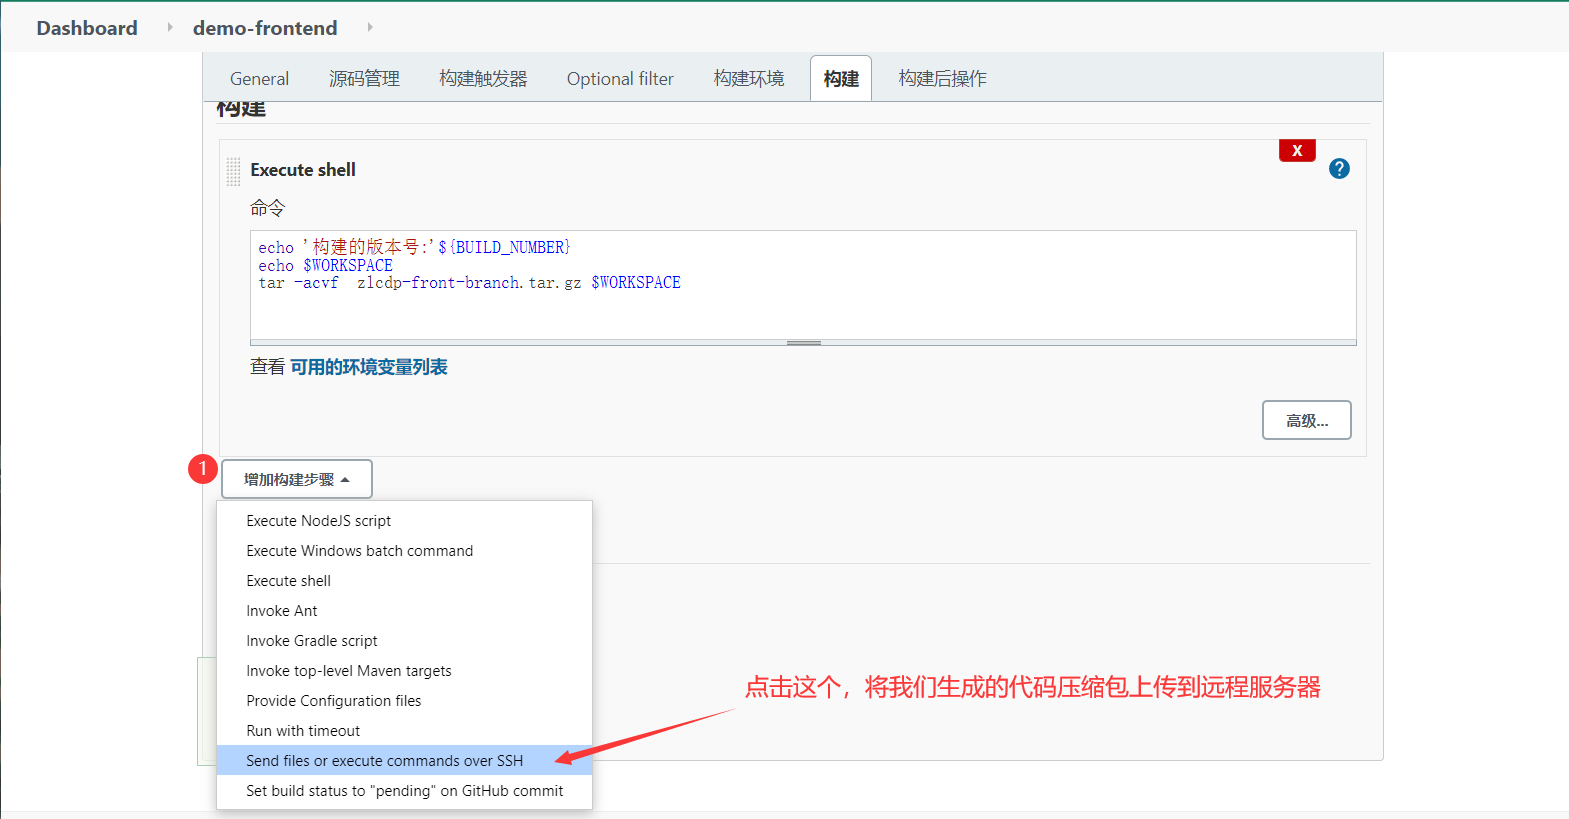 Dashboard demo-frontend
General 源码管理 构建触发器 Optional filter 构建环境 构建 构建后操作
构建
X
Execute shell
?
命令
echo '构建的版本号:'${BUILD_NUMBER}
echo $WORKSPACE
tar -acvf  zlcdp-front-branch.tar.gz $WORKSPACE
查看 可用的环境变量列表
高级...
1
增加构建步骤
Execute NodeJS script
Execute Windows batch command
Execute shell
Invoke Ant
Invoke Gradle script
Invoke top-level Maven targets
Provide Configuration files
Run with timeout
Send files or execute commands over SSH
Set build status to "pending" on GitHub commit
点击这个，将我们生成的代码压缩包上传到远程服务器